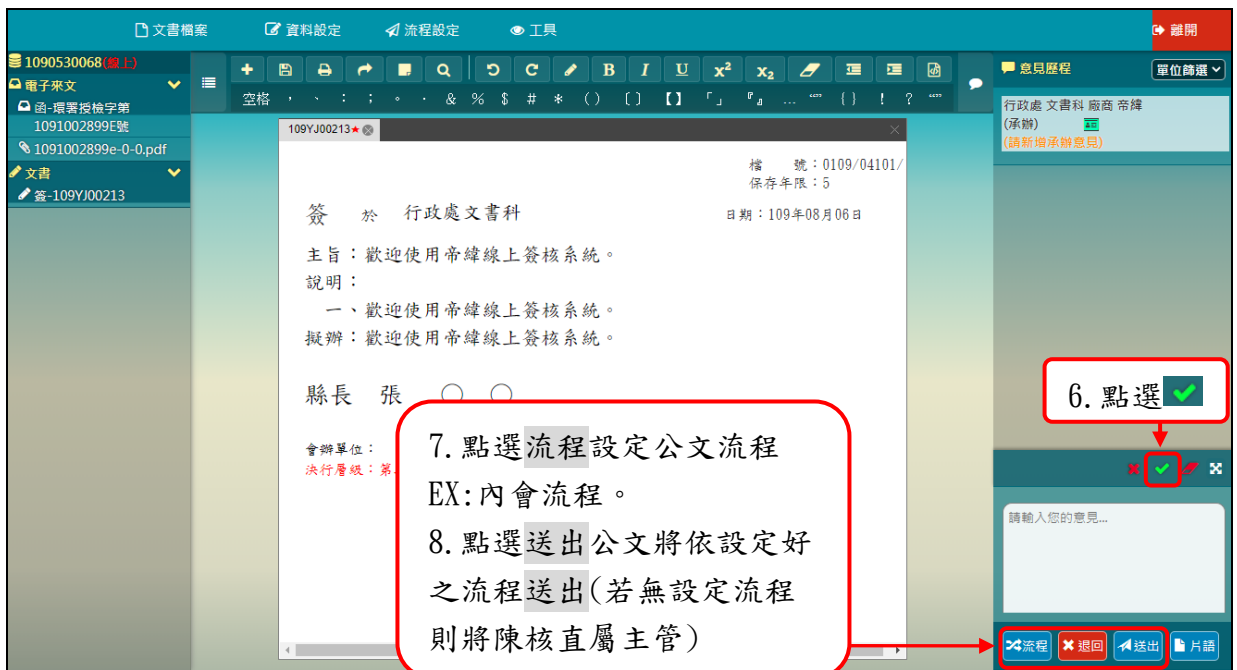 文書檔案 資料設定 流程設定 工具 離開
1090530068(線上)
電子來文
函-環署授檢字第
1091002899E號
1091002899e-0-0.pdf
文書
簽-109YJ00213
B I U x² x₂
空格 , 、 : ; 。 · & % $ # * ( ) 〔 〕 【 】 「 」 『 』 … “” { } ! ? “”
意見歷程 單位篩選
行政處 文書科 廠商 帝緯
(承辦)
(請新增承辦意見)
109YJ00213★
檔 號:0109/04101/
保存年限:5
簽 於 行政處文書科 日期:109年08月06日
主旨:歡迎使用帝緯線上簽核系統。
說明:
一、歡迎使用帝緯線上簽核系統。
擬辦:歡迎使用帝緯線上簽核系統。
縣長 張 ○ ○
會辦單位:
決行層級:第
6.點選
7.點選流程設定公文流程
EX:內會流程。
8.點選送出公文將依設定好
之流程送出(若無設定流程
則將陳核直屬主管)
請輸入您的意見...
流程 退回 送出 片語